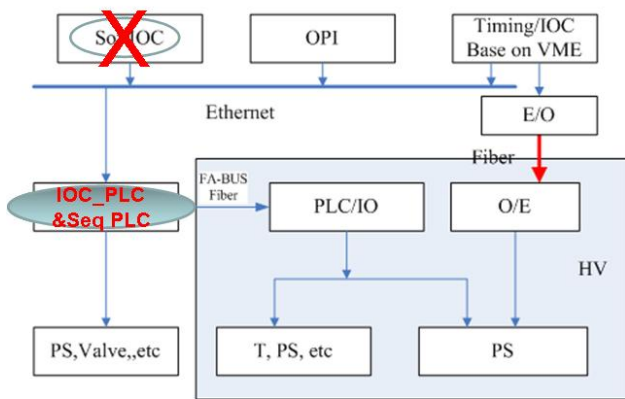 OPI
Timing/IOC
Base on VME
Ethernet
E/O
Fiber
IOC_PLC
&Seq PLC
FA-BUS
Fiber
PLC/IO
O/E
HV
PS,Valve,,etc
T, PS, etc
PS